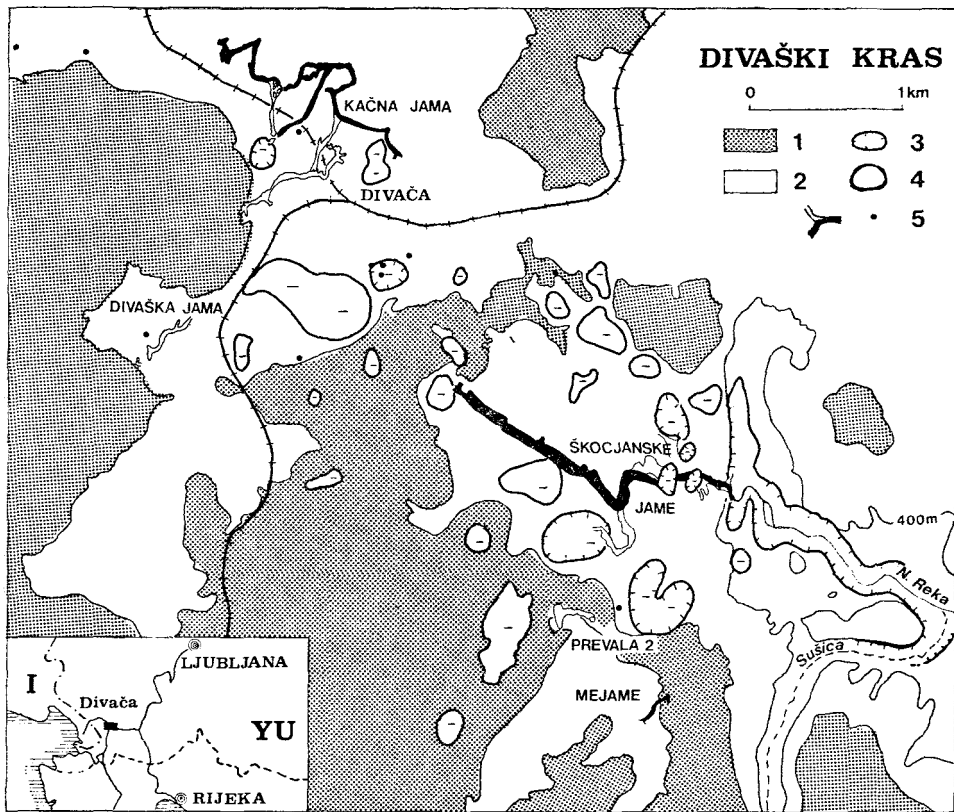 DIVAŠKI KRAS
0 1km
1 3
2 4
5
KAČNA JAMA
DIVAČA
DIVAŠKA JAMA
ŠKOCJANSKE
JAME
400m
N. Reka
Sušica
PREVALA 2
MEJAME
LJUBLJANA
I
Divača
YU
RIJEKA